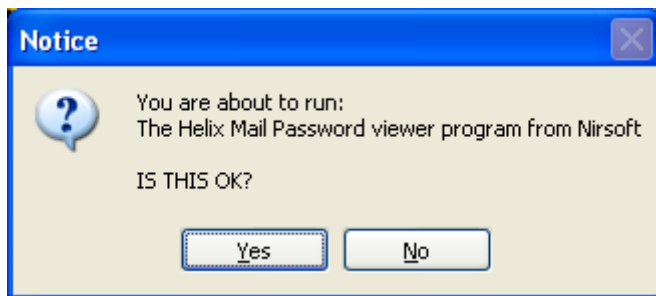 Notice
You are about to run:
The Helix Mail Password viewer program from Nirsoft
IS THIS OK?
Yes
No